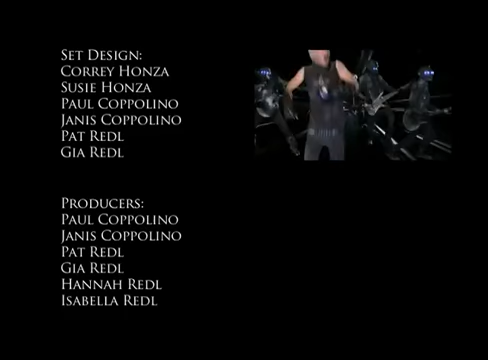 Set Design:
Correy Honza
Susie Honza
Paul Coppolino
Janis Coppolino
Pat Redl
Gia Redl
Producers:
Paul Coppolino
Janis Coppolino
Pat Redl
Gia Redl
Hannah Redl
Isabella Redl